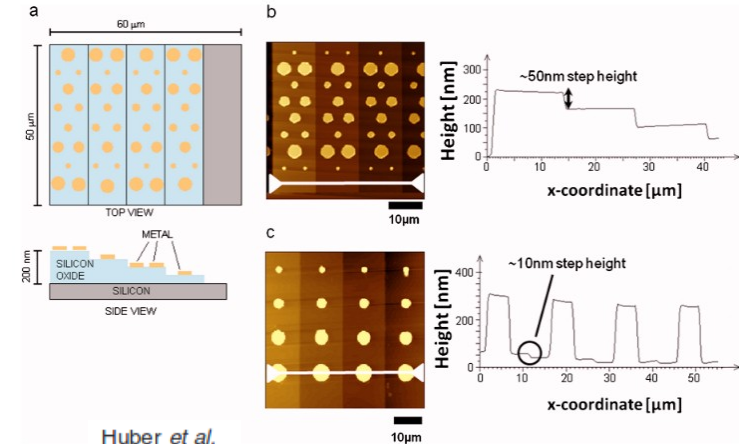 a
60 µm
50 µm
TOP VIEW
METAL
200 nm
SILICON
OXIDE
SILICON
SIDE VIEW
Huber et al.
b
10µm
Height [nm]
300
200
100
0
~50nm step height
0
10
20
30
40
x-coordinate [µm]
c
10µm
Height [nm]
400
200
0
~10nm step height
0
10
20
30
40
50
x-coordinate [µm]